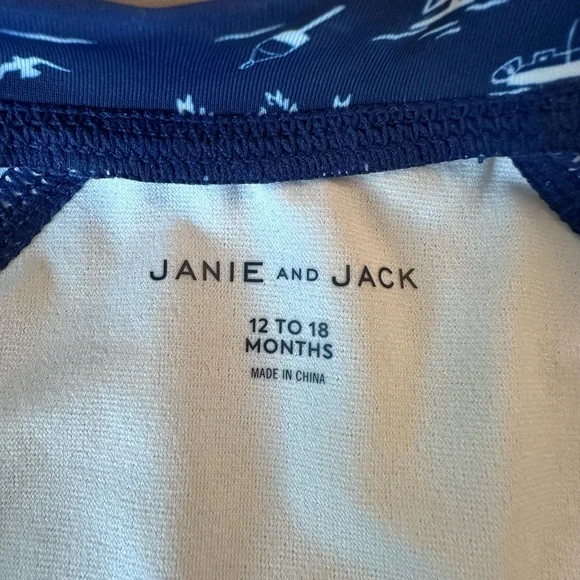 JANIE AND JACK
12 TO 18
MONTHS
MADE IN CHINA